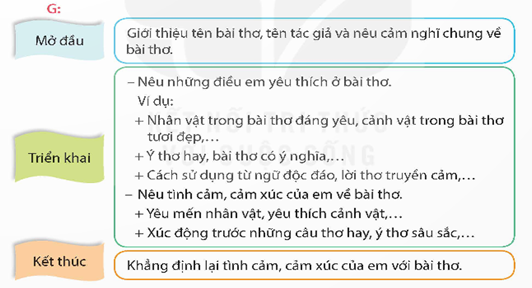 G:
Mở đầu
Giới thiệu tên bài thơ, tên tác giả và nêu cảm nghĩ chung về
bài thơ.
Triển khai
– Nêu những điều em yêu thích ở bài thơ.
Ví dụ:
+ Nhân vật trong bài thơ đáng yêu, cảnh vật trong bài thơ
tươi đẹp,…
+ Ý thơ hay, bài thơ có ý nghĩa,…
+ Cách sử dụng từ ngữ độc đáo, lời thơ truyền cảm,…
– Nêu tình cảm, cảm xúc của em về bài thơ.
+ Yêu mến nhân vật, yêu thích cảnh vật,…
+ Xúc động trước những câu thơ hay, ý thơ sâu sắc,…
Kết thúc
Khẳng định lại tình cảm, cảm xúc của em với bài thơ.